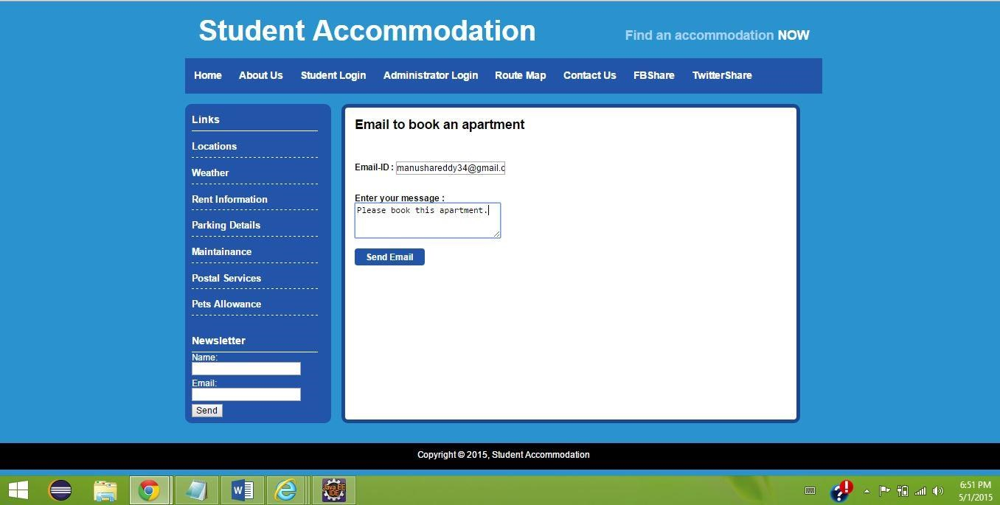 Student Accommodation
Find an accommodation NOW
Home About Us Student Login Administrator Login Route Map Contact Us FBShare TwitterShare
Links
Locations
Weather
Rent Information
Parking Details
Maintainance
Postal Services
Pets Allowance
Newsletter
Name:
Email:
Send
Email to book an apartment
Email-ID : manushareddy34@gmail.c
Enter your message :
Please book this apartment.
Send Email
Copyright © 2015, Student Accommodation
Java EE
IDE
6:51 PM
5/1/2015